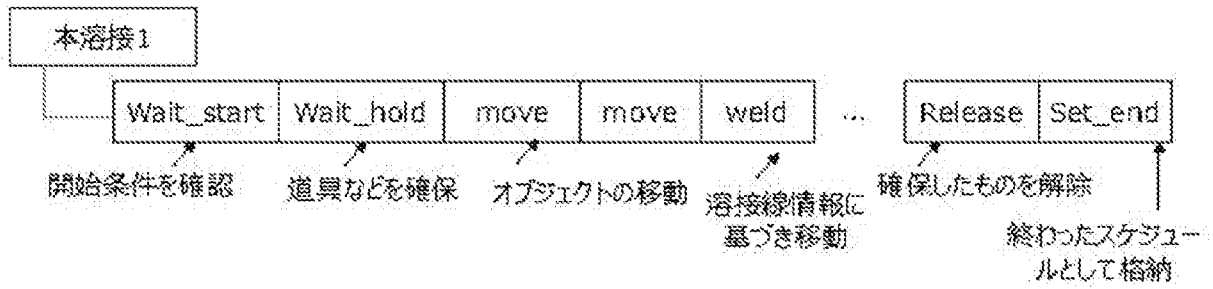 本溶接1
Wait_start Wait_hold move move weld ... Release Set_end
開始条件を確認
道具などを確保
オブジェクトの移動
溶接線情報に
基づき移動
確保したものを解除
終わったスケジュー
ルとして格納